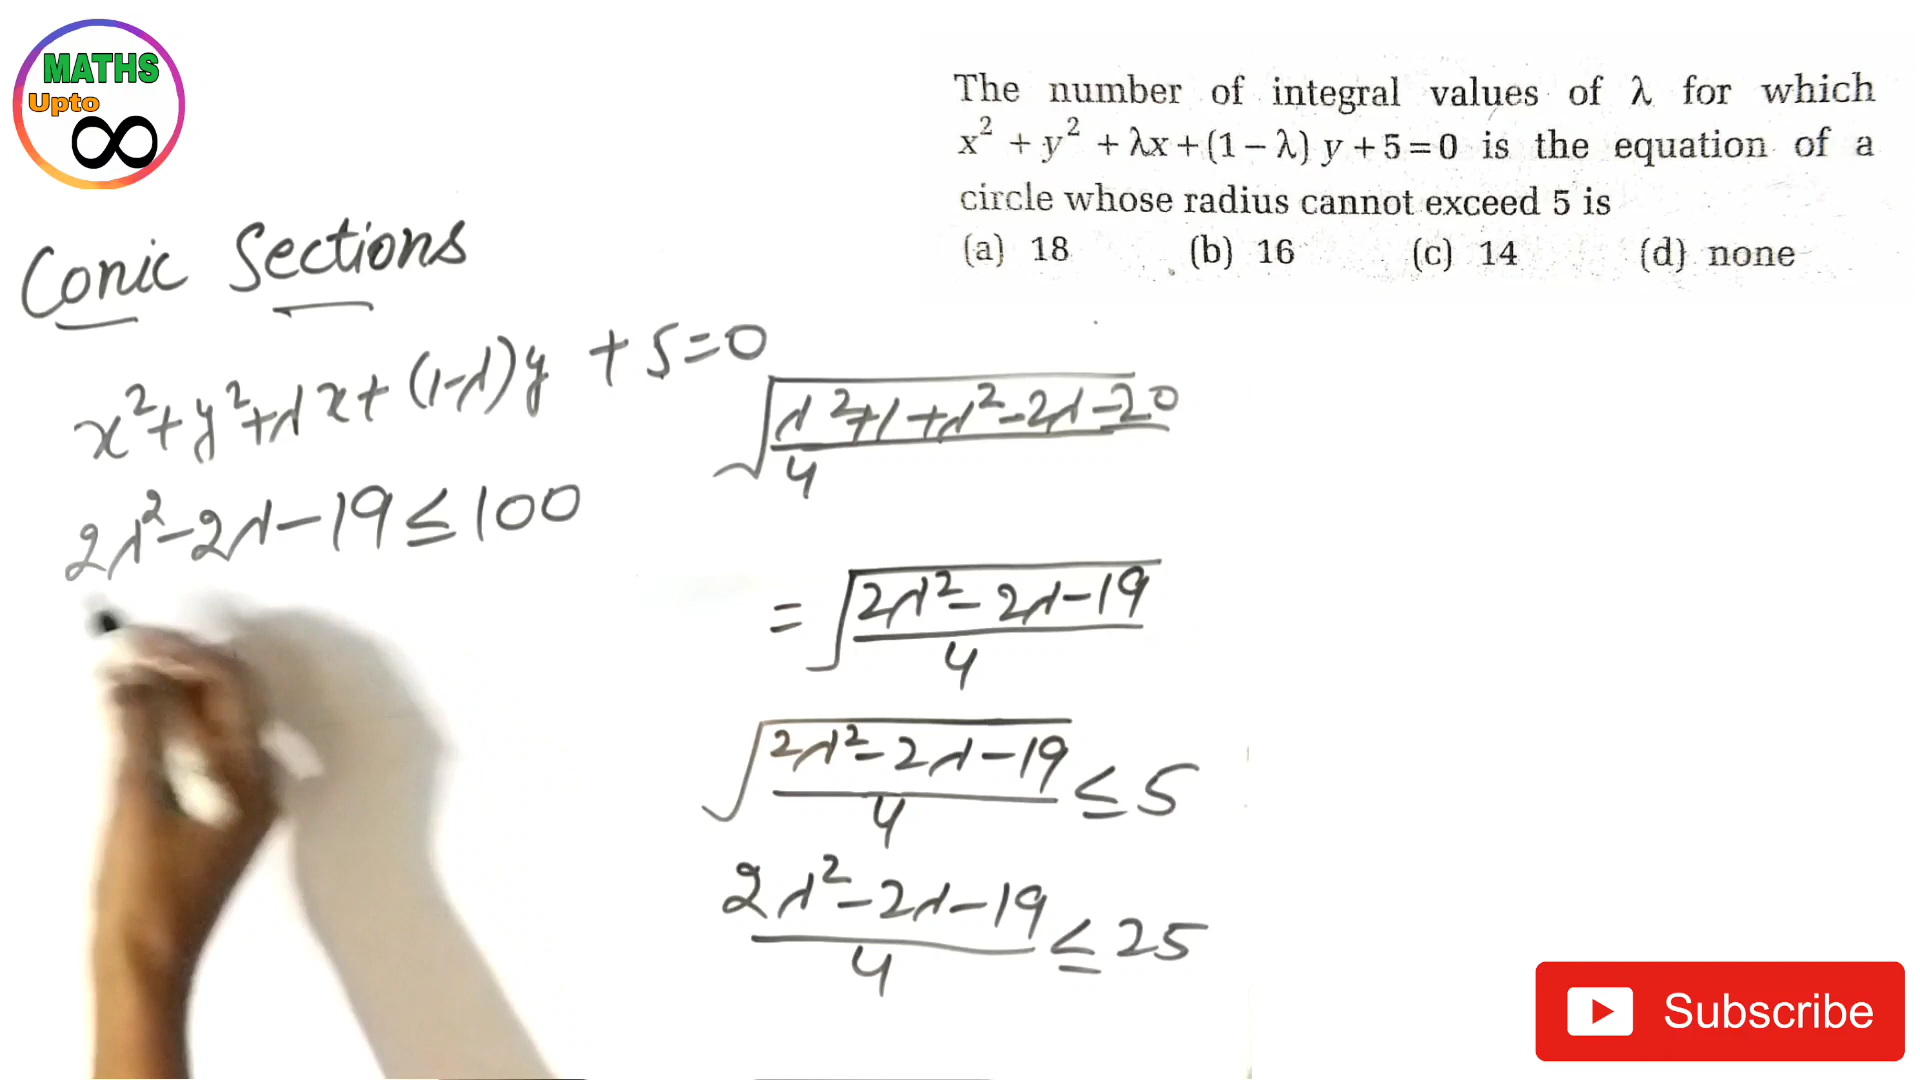 MATHS
Upto
∞
The number of integral values of λ for which
x² + y² + λx + (1 − λ) y + 5 = 0 is the equation of a
circle whose radius cannot exceed 5 is
(a) 18 (b) 16 (c) 14 (d) none
Conic Sections
x²+y²+λx+(1-λ)y+5=0
2λ²-2λ-19≤100
√((λ²+1+λ²-2λ-20)/4)
=√((2λ²-2λ-19)/4)
√((2λ²-2λ-19)/4) ≤5
(2λ²-2λ-19)/4 ≤25
Subscribe